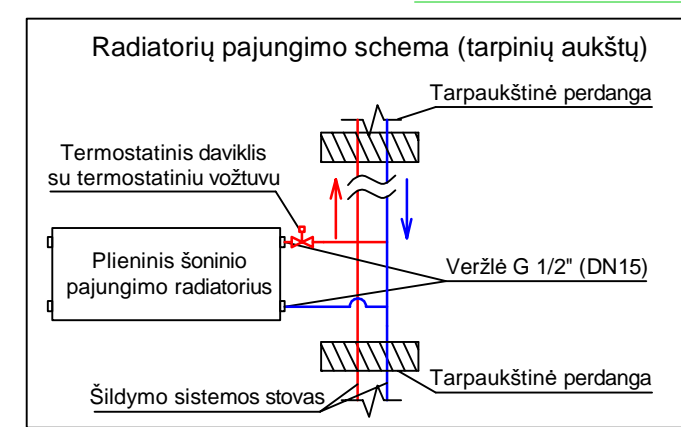 Radiatorių pajungimo schema (tarpinių aukštų)
Tarpaukštinė perdanga
Termostatinis daviklis
su termostatiniu vožtuvu
Plieninis šoninio
pajungimo radiatorius
Veržlė G 1/2" (DN15)
Tarpaukštinė perdanga
Šildymo sistemos stovas